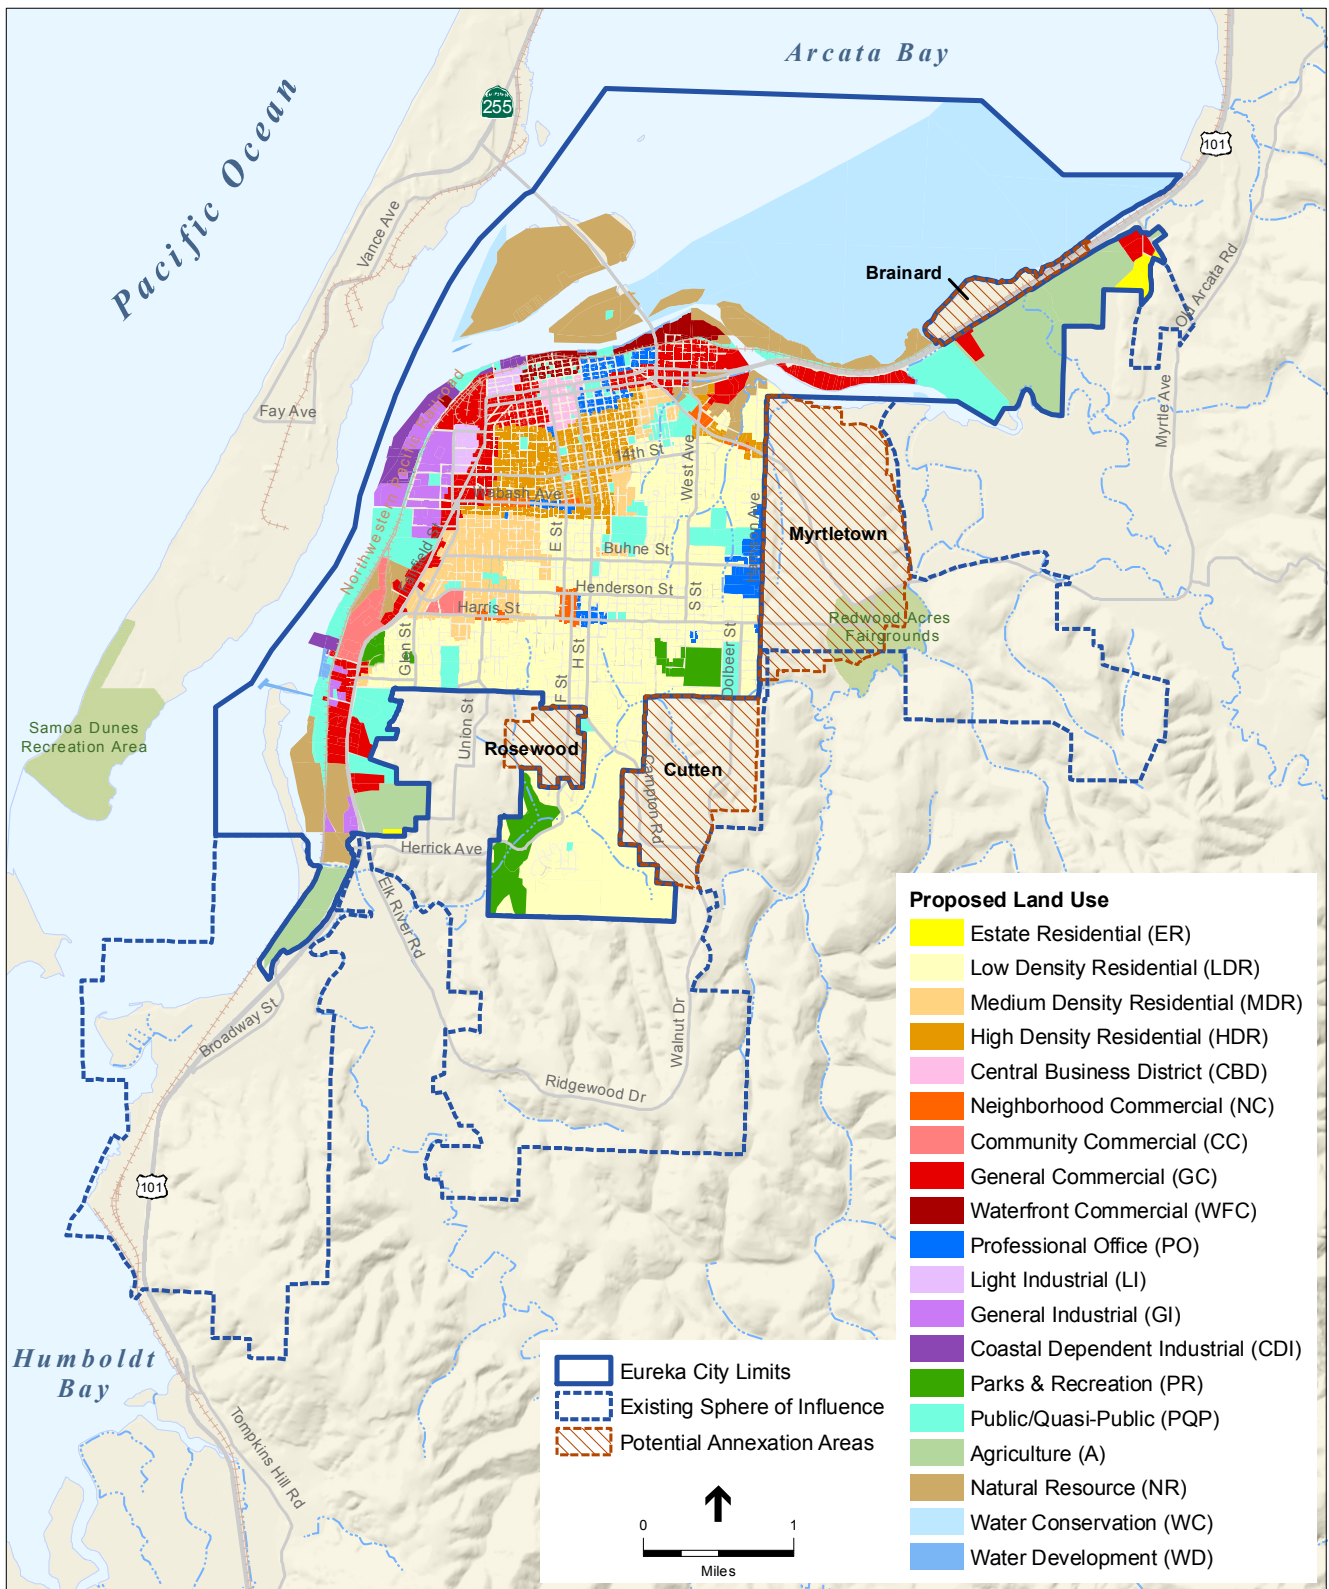 Arcata Bay
Pacific Ocean
255
101
Vance Ave
Brainard
Old Arcata Rd
Myrtle Ave
Fay Ave
Northwestern Pacific Railroad
14th St
West Ave
Wabash Ave
E St
Buhne St
Myrtletown
Henderson St
S St
Harris St
Redwood Acres
Fairgrounds
Glen St
H St
Dolbeer St
F St
Union St
Samoa Dunes
Recreation Area
Rosewood
Cutten
Campton Rd
Herrick Ave
Elk River Rd
Broadway St
Walnut Dr
Ridgewood Dr
101
Humboldt
Bay
Tompkins Hill Rd
Proposed Land Use
Estate Residential (ER)
Low Density Residential (LDR)
Medium Density Residential (MDR)
High Density Residential (HDR)
Central Business District (CBD)
Neighborhood Commercial (NC)
Community Commercial (CC)
General Commercial (GC)
Waterfront Commercial (WFC)
Professional Office (PO)
Light Industrial (LI)
General Industrial (GI)
Coastal Dependent Industrial (CDI)
Parks & Recreation (PR)
Public/Quasi-Public (PQP)
Agriculture (A)
Natural Resource (NR)
Water Conservation (WC)
Water Development (WD)
Eureka City Limits
Existing Sphere of Influence
Potential Annexation Areas
0 1
Miles